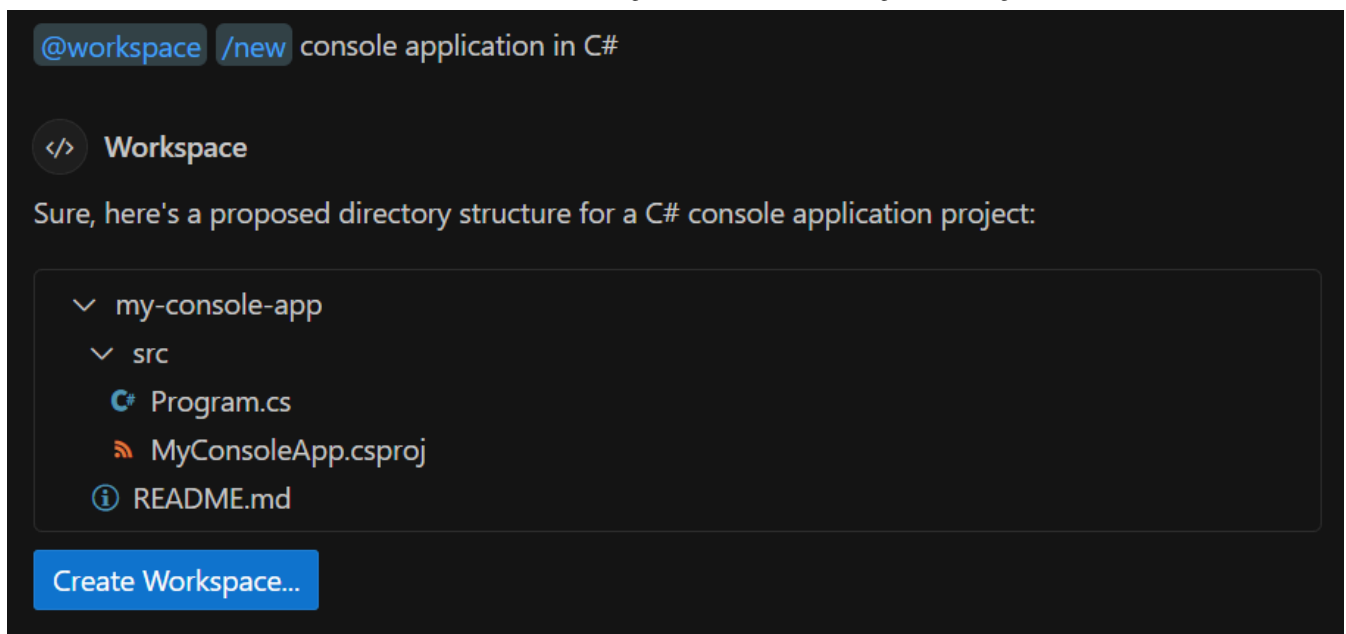 @workspace /new console application in C#
</> Workspace
Sure, here's a proposed directory structure for a C# console application project:
my-console-app
src
C# Program.cs
MyConsoleApp.csproj
README.md
Create Workspace...